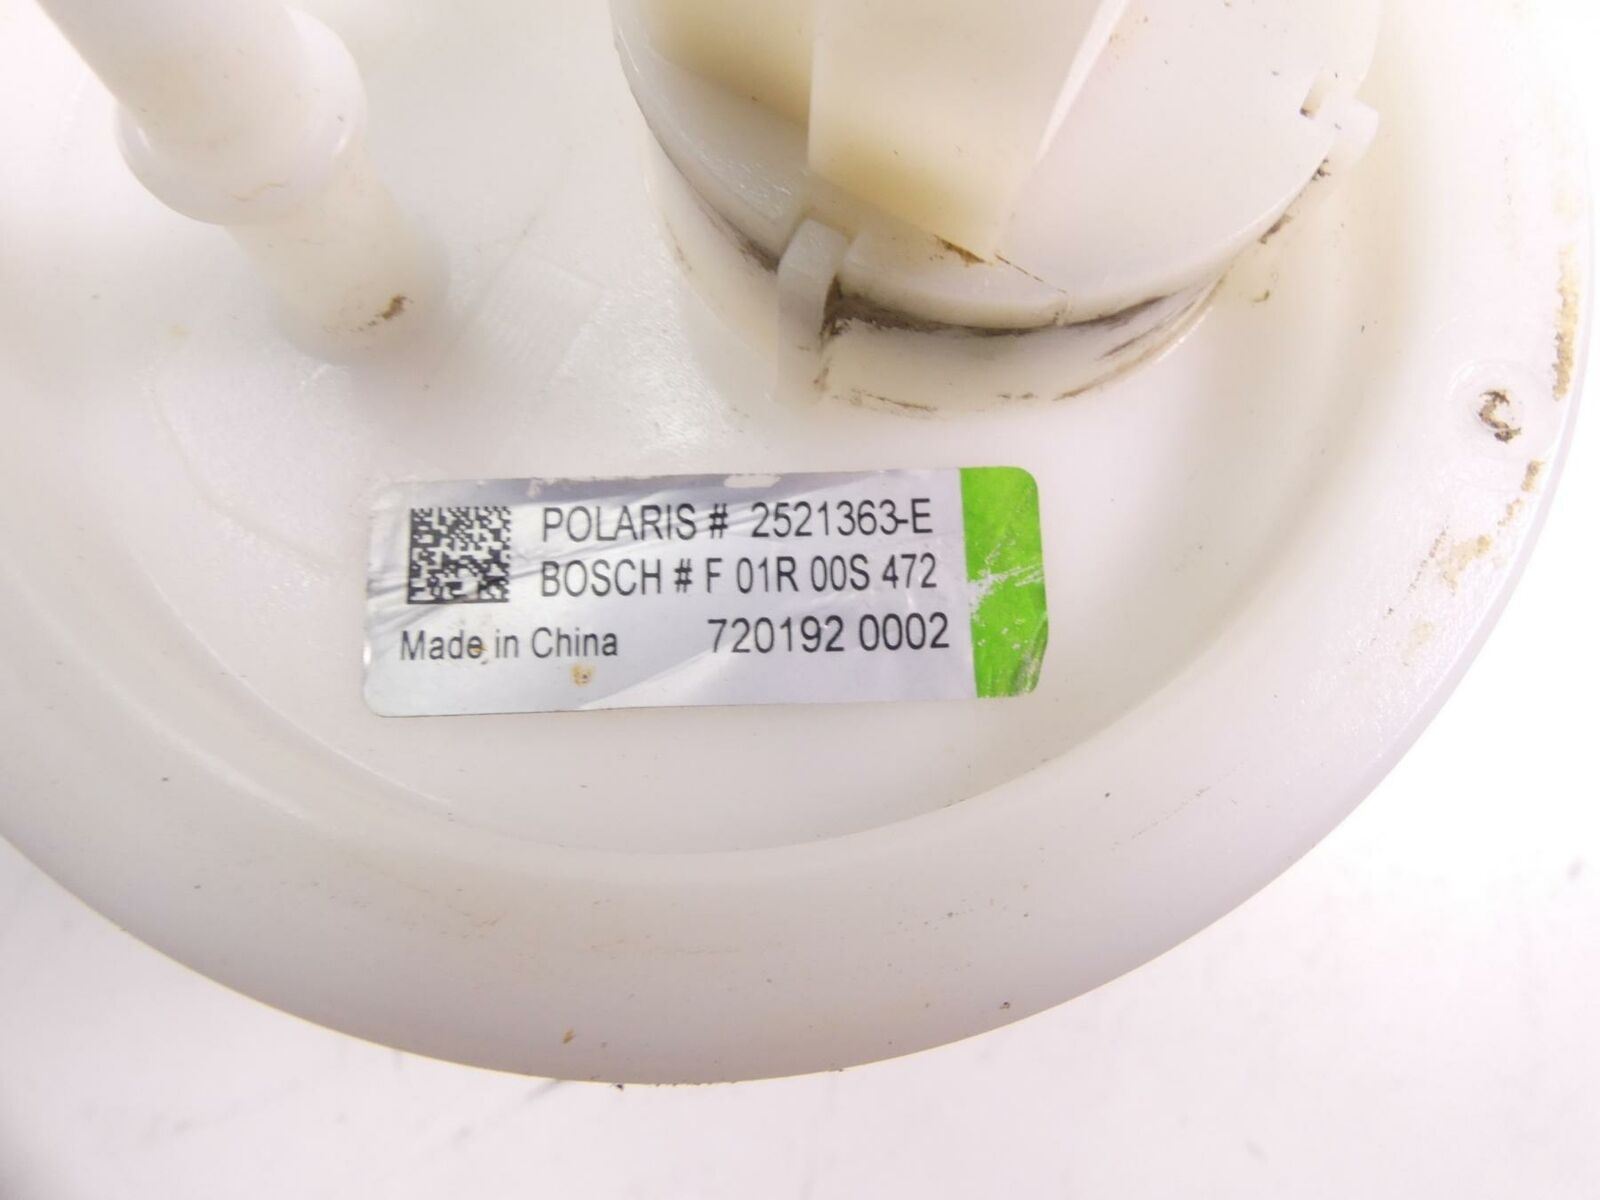 POLARIS # 2521363-E
BOSCH # F 01R 00S 472
Made in China 720192 0002